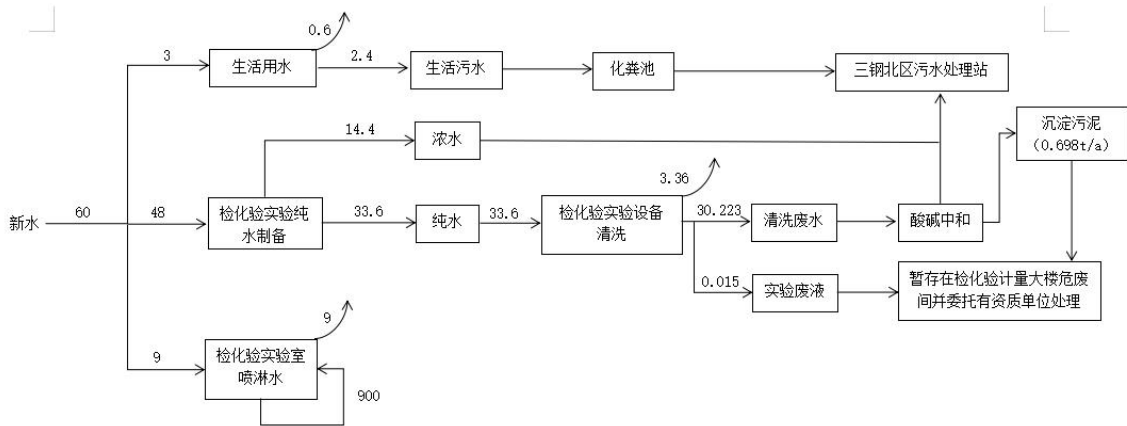 0.6
3
生活用水
2.4
生活污水
化粪池
三钢北区污水处理站
14.4
浓水
沉淀污泥
（0.698t/a）
3.36
新水
60
48
检化验实验纯
水制备
33.6
纯水
33.6
检化验实验设备
清洗
30.223
清洗废水
酸碱中和
0.015
实验废液
暂存在检化验计量大楼危废
间并委托有资质单位处理
9
9
检化验实验室
喷淋水
900